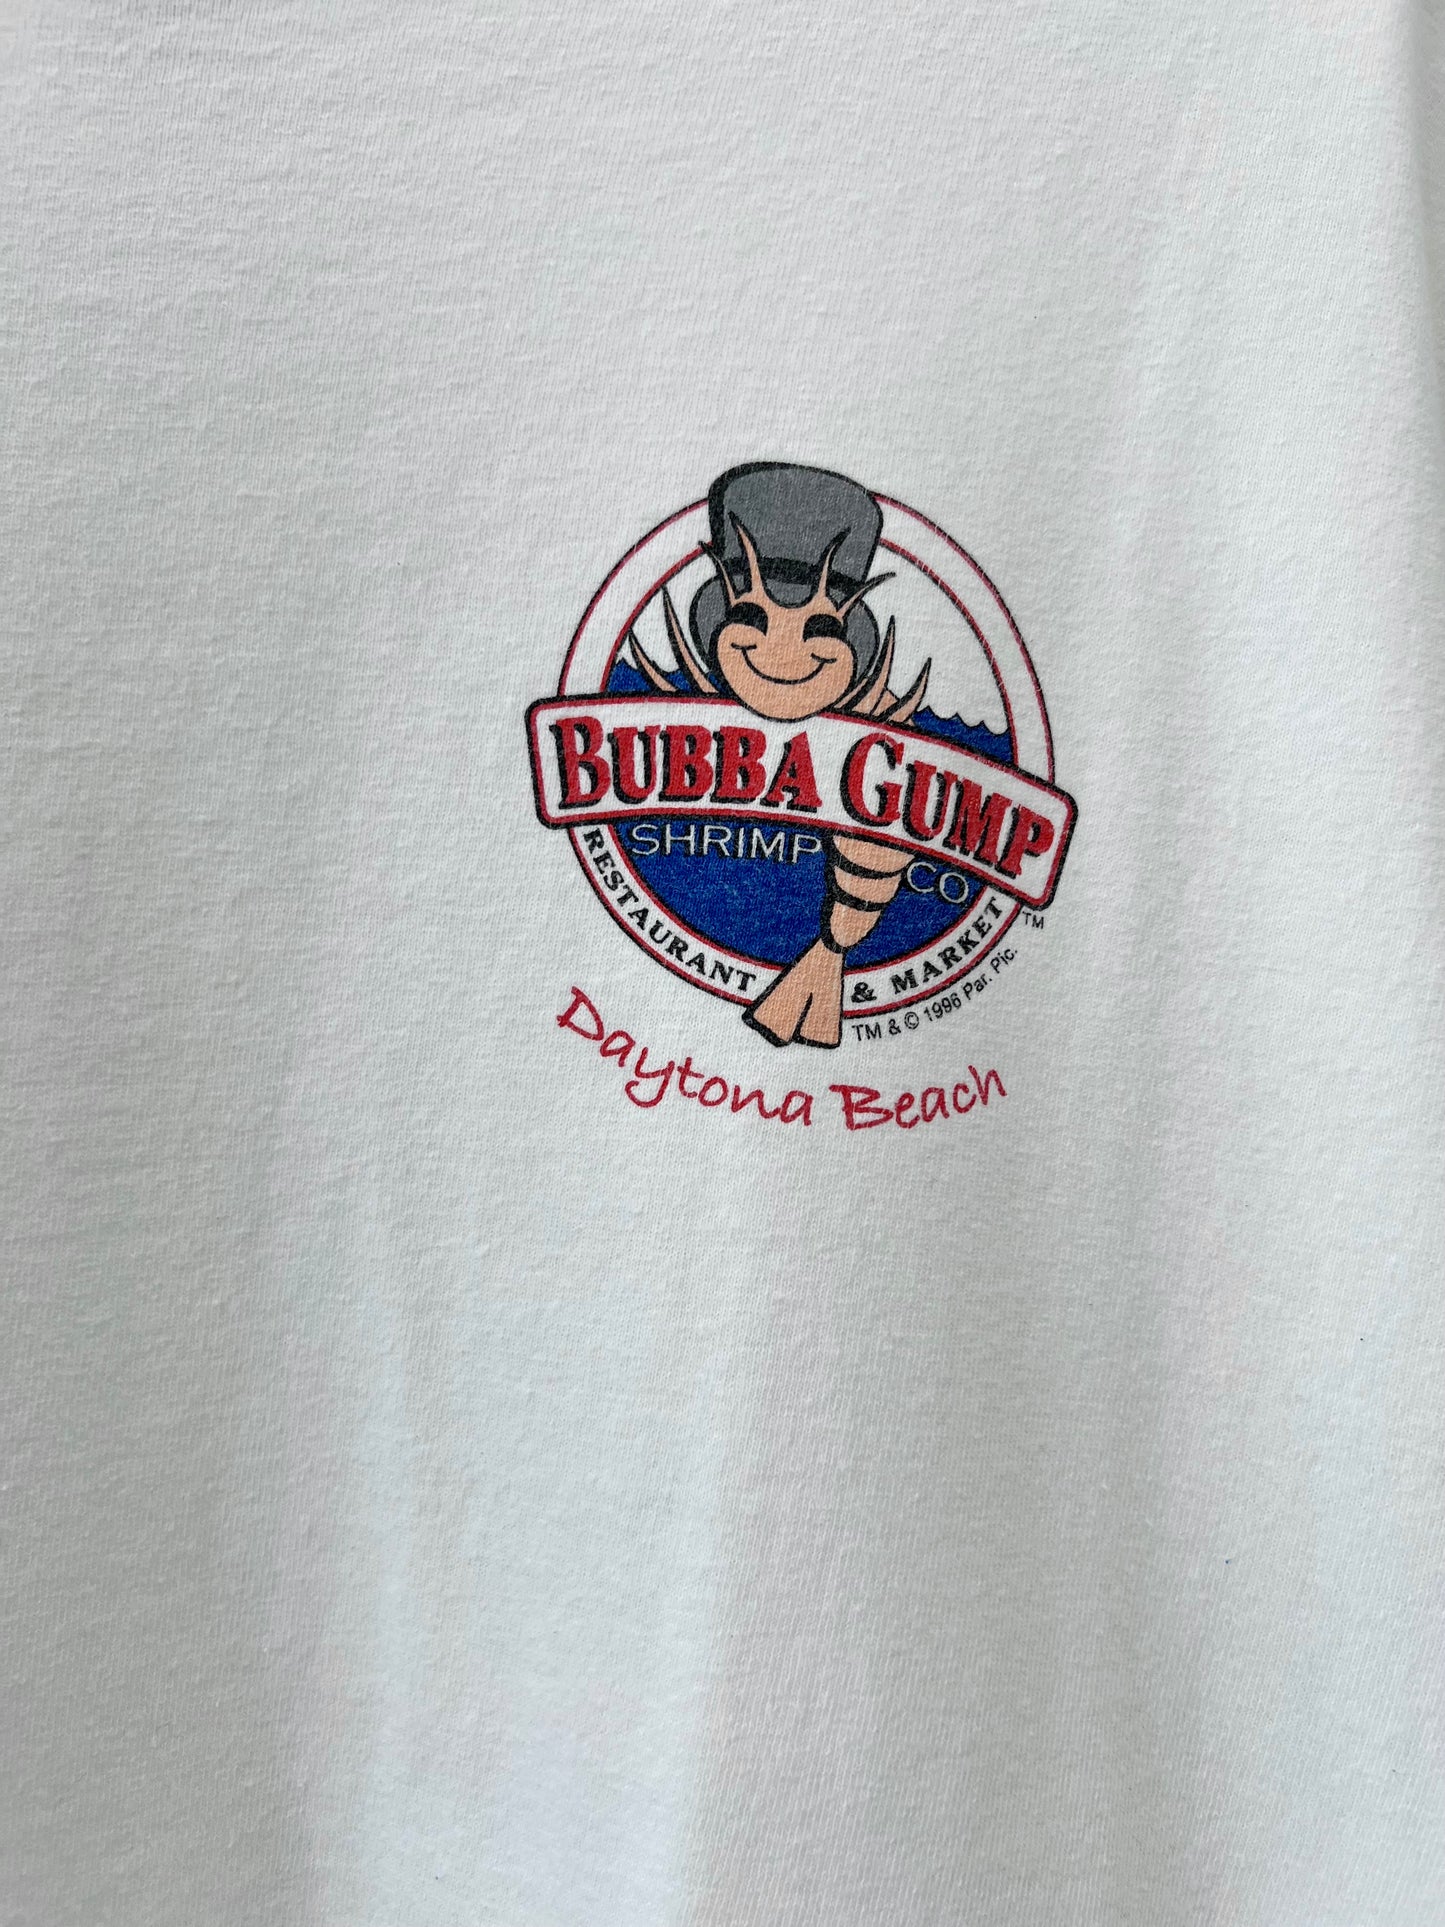 BUBBA GUMP
SHRIMP CO
RESTAURANT & MARKET
TM
TM & © 1996 Par. Pic.
Daytona Beach